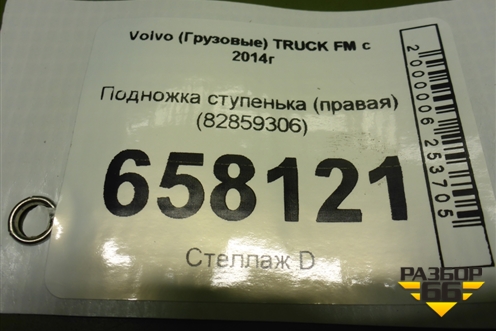 Volvo (Грузовые) TRUCK FM с
2014г
Подножка ступенька (правая)
(82859306)
658121
Стеллаж D
2000006253705
РАЗБОР
66